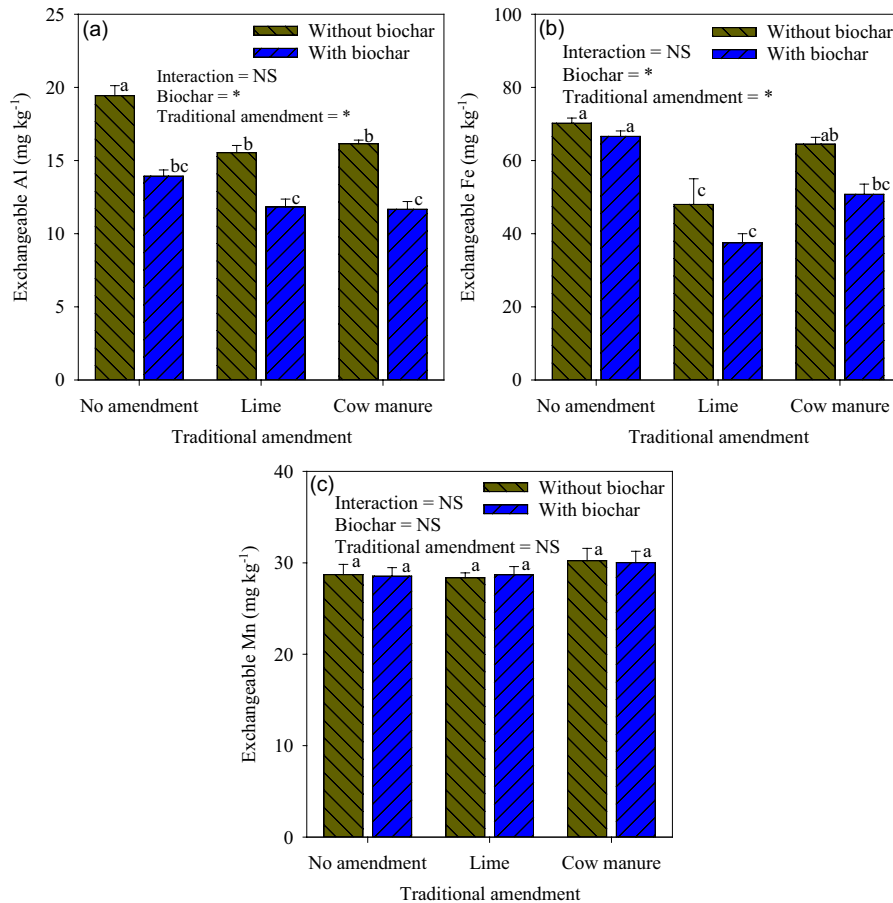 (a)
Without biochar
With biochar
Interaction = NS
Biochar = *
Traditional amendment = *
Exchangeable Al (mg kg⁻¹)
25
20
15
10
5
0
a
bc
b
c
b
c
No amendment
Lime
Cow manure
Traditional amendment
(b)
Without biochar
With biochar
Interaction = NS
Biochar = *
Traditional amendment = *
Exchangeable Fe (mg kg⁻¹)
100
80
60
40
20
0
a
a
c
c
ab
bc
No amendment
Lime
Cow manure
Traditional amendment
(c)
Without biochar
With biochar
Interaction = NS
Biochar = NS
Traditional amendment = NS
Exchangeable Mn (mg kg⁻¹)
40
30
20
10
0
a
a
a
a
a
a
No amendment
Lime
Cow manure
Traditional amendment